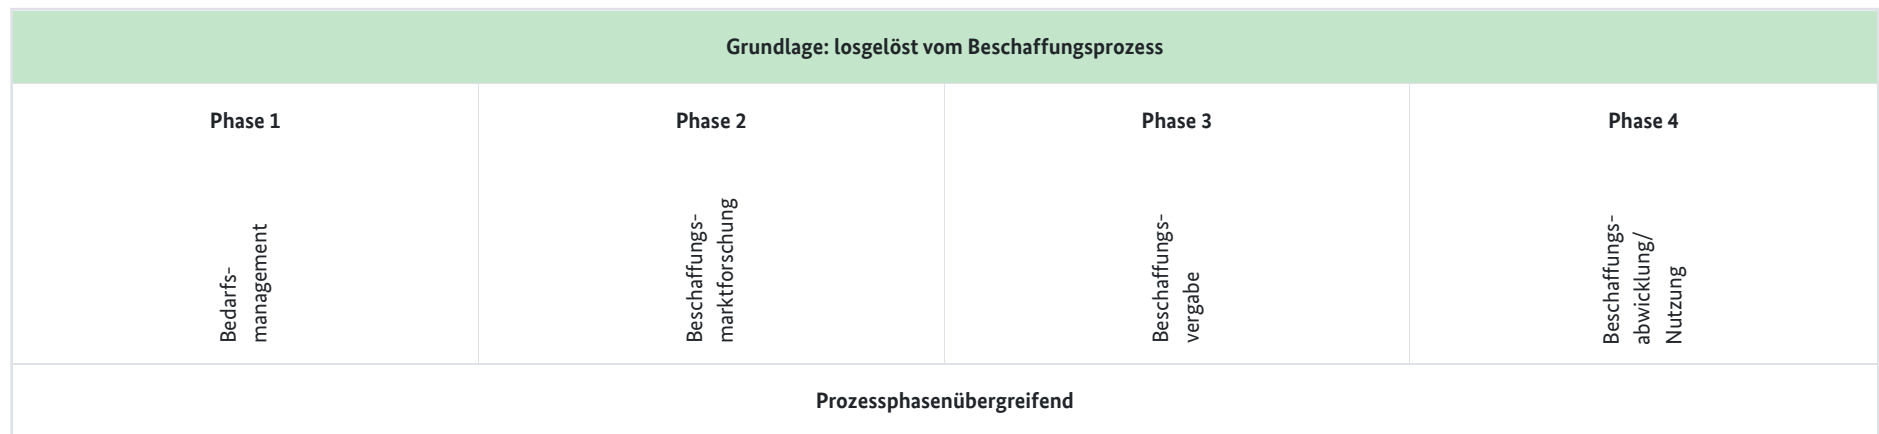 Grundlage: losgelöst vom Beschaffungsprozess
Phase 1
Bedarfs-
management
Phase 2
Beschaffungs-
marktforschung
Phase 3
Beschaffungs-
vergabe
Phase 4
Beschaffungs-
abwicklung/
Nutzung
Prozessphasenübergreifend